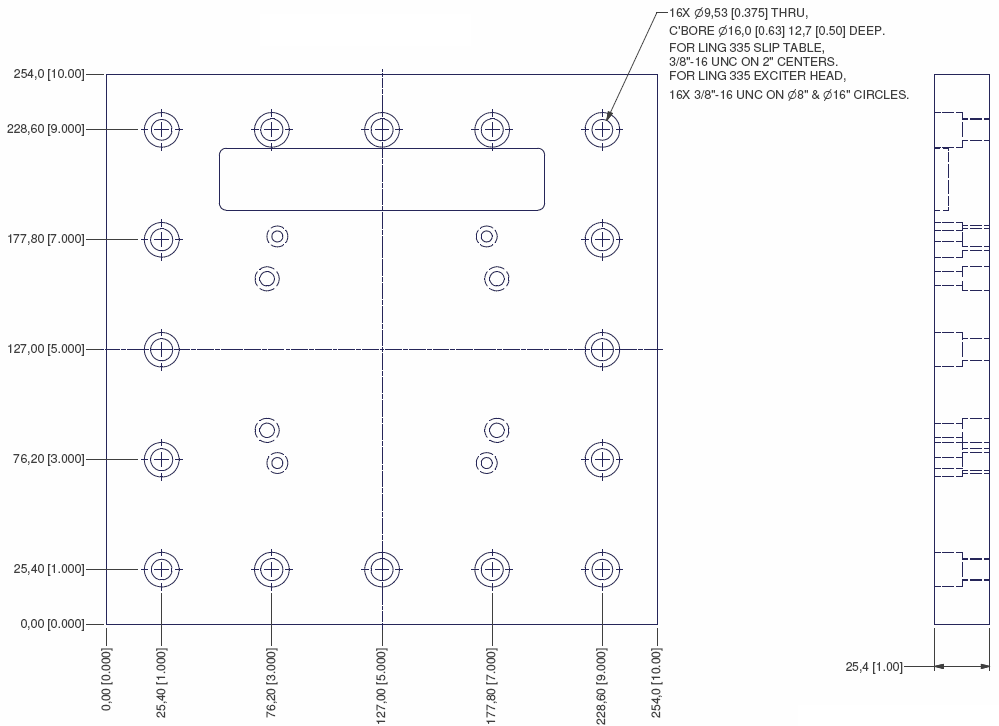 16X Ø9,53 [0.375] THRU,
C'BORE Ø16,0 [0.63] 12,7 [0.50] DEEP.
FOR LING 335 SLIP TABLE,
3/8"-16 UNC ON 2" CENTERS.
FOR LING 335 EXCITER HEAD,
16X 3/8"-16 UNC ON Ø8" & Ø16" CIRCLES.
254,0 [10.00]
228,60 [9.000]
177,80 [7.000]
127,00 [5.000]
76,20 [3.000]
25,40 [1.000]
0,00 [0.000]
0,00 [0.000]
25,40 [1.000]
76,20 [3.000]
127,00 [5.000]
177,80 [7.000]
228,60 [9.000]
254,0 [10.00]
25,4 [1.00]